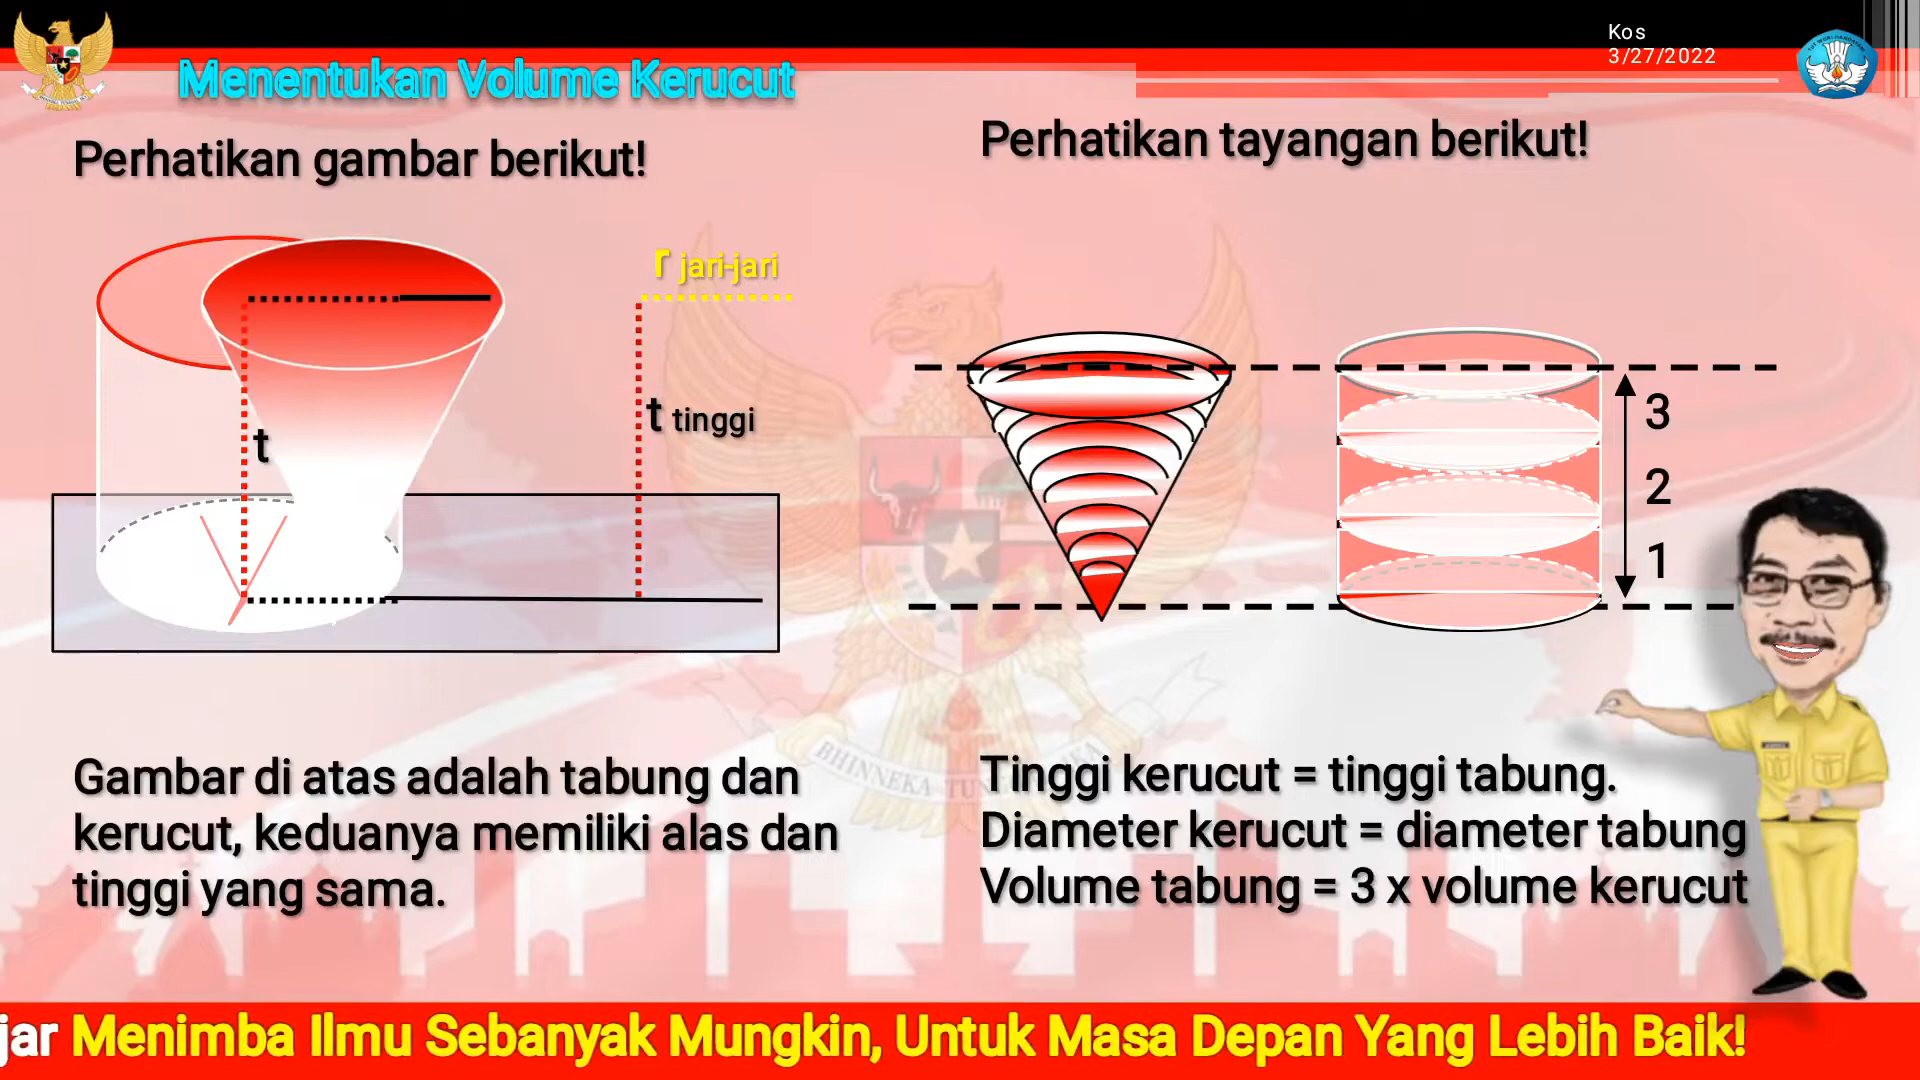 Kos
3/27/2022
Menentukan Volume Kerucut
Perhatikan gambar berikut!
r jari-jari
t
t tinggi
Gambar di atas adalah tabung dan
kerucut, keduanya memiliki alas dan
tinggi yang sama.
Perhatikan tayangan berikut!
3
2
1
Tinggi kerucut = tinggi tabung.
Diameter kerucut = diameter tabung
Volume tabung = 3 x volume kerucut
BHINNEKA TUN KA
jar Menimba Ilmu Sebanyak Mungkin, Untuk Masa Depan Yang Lebih Baik!